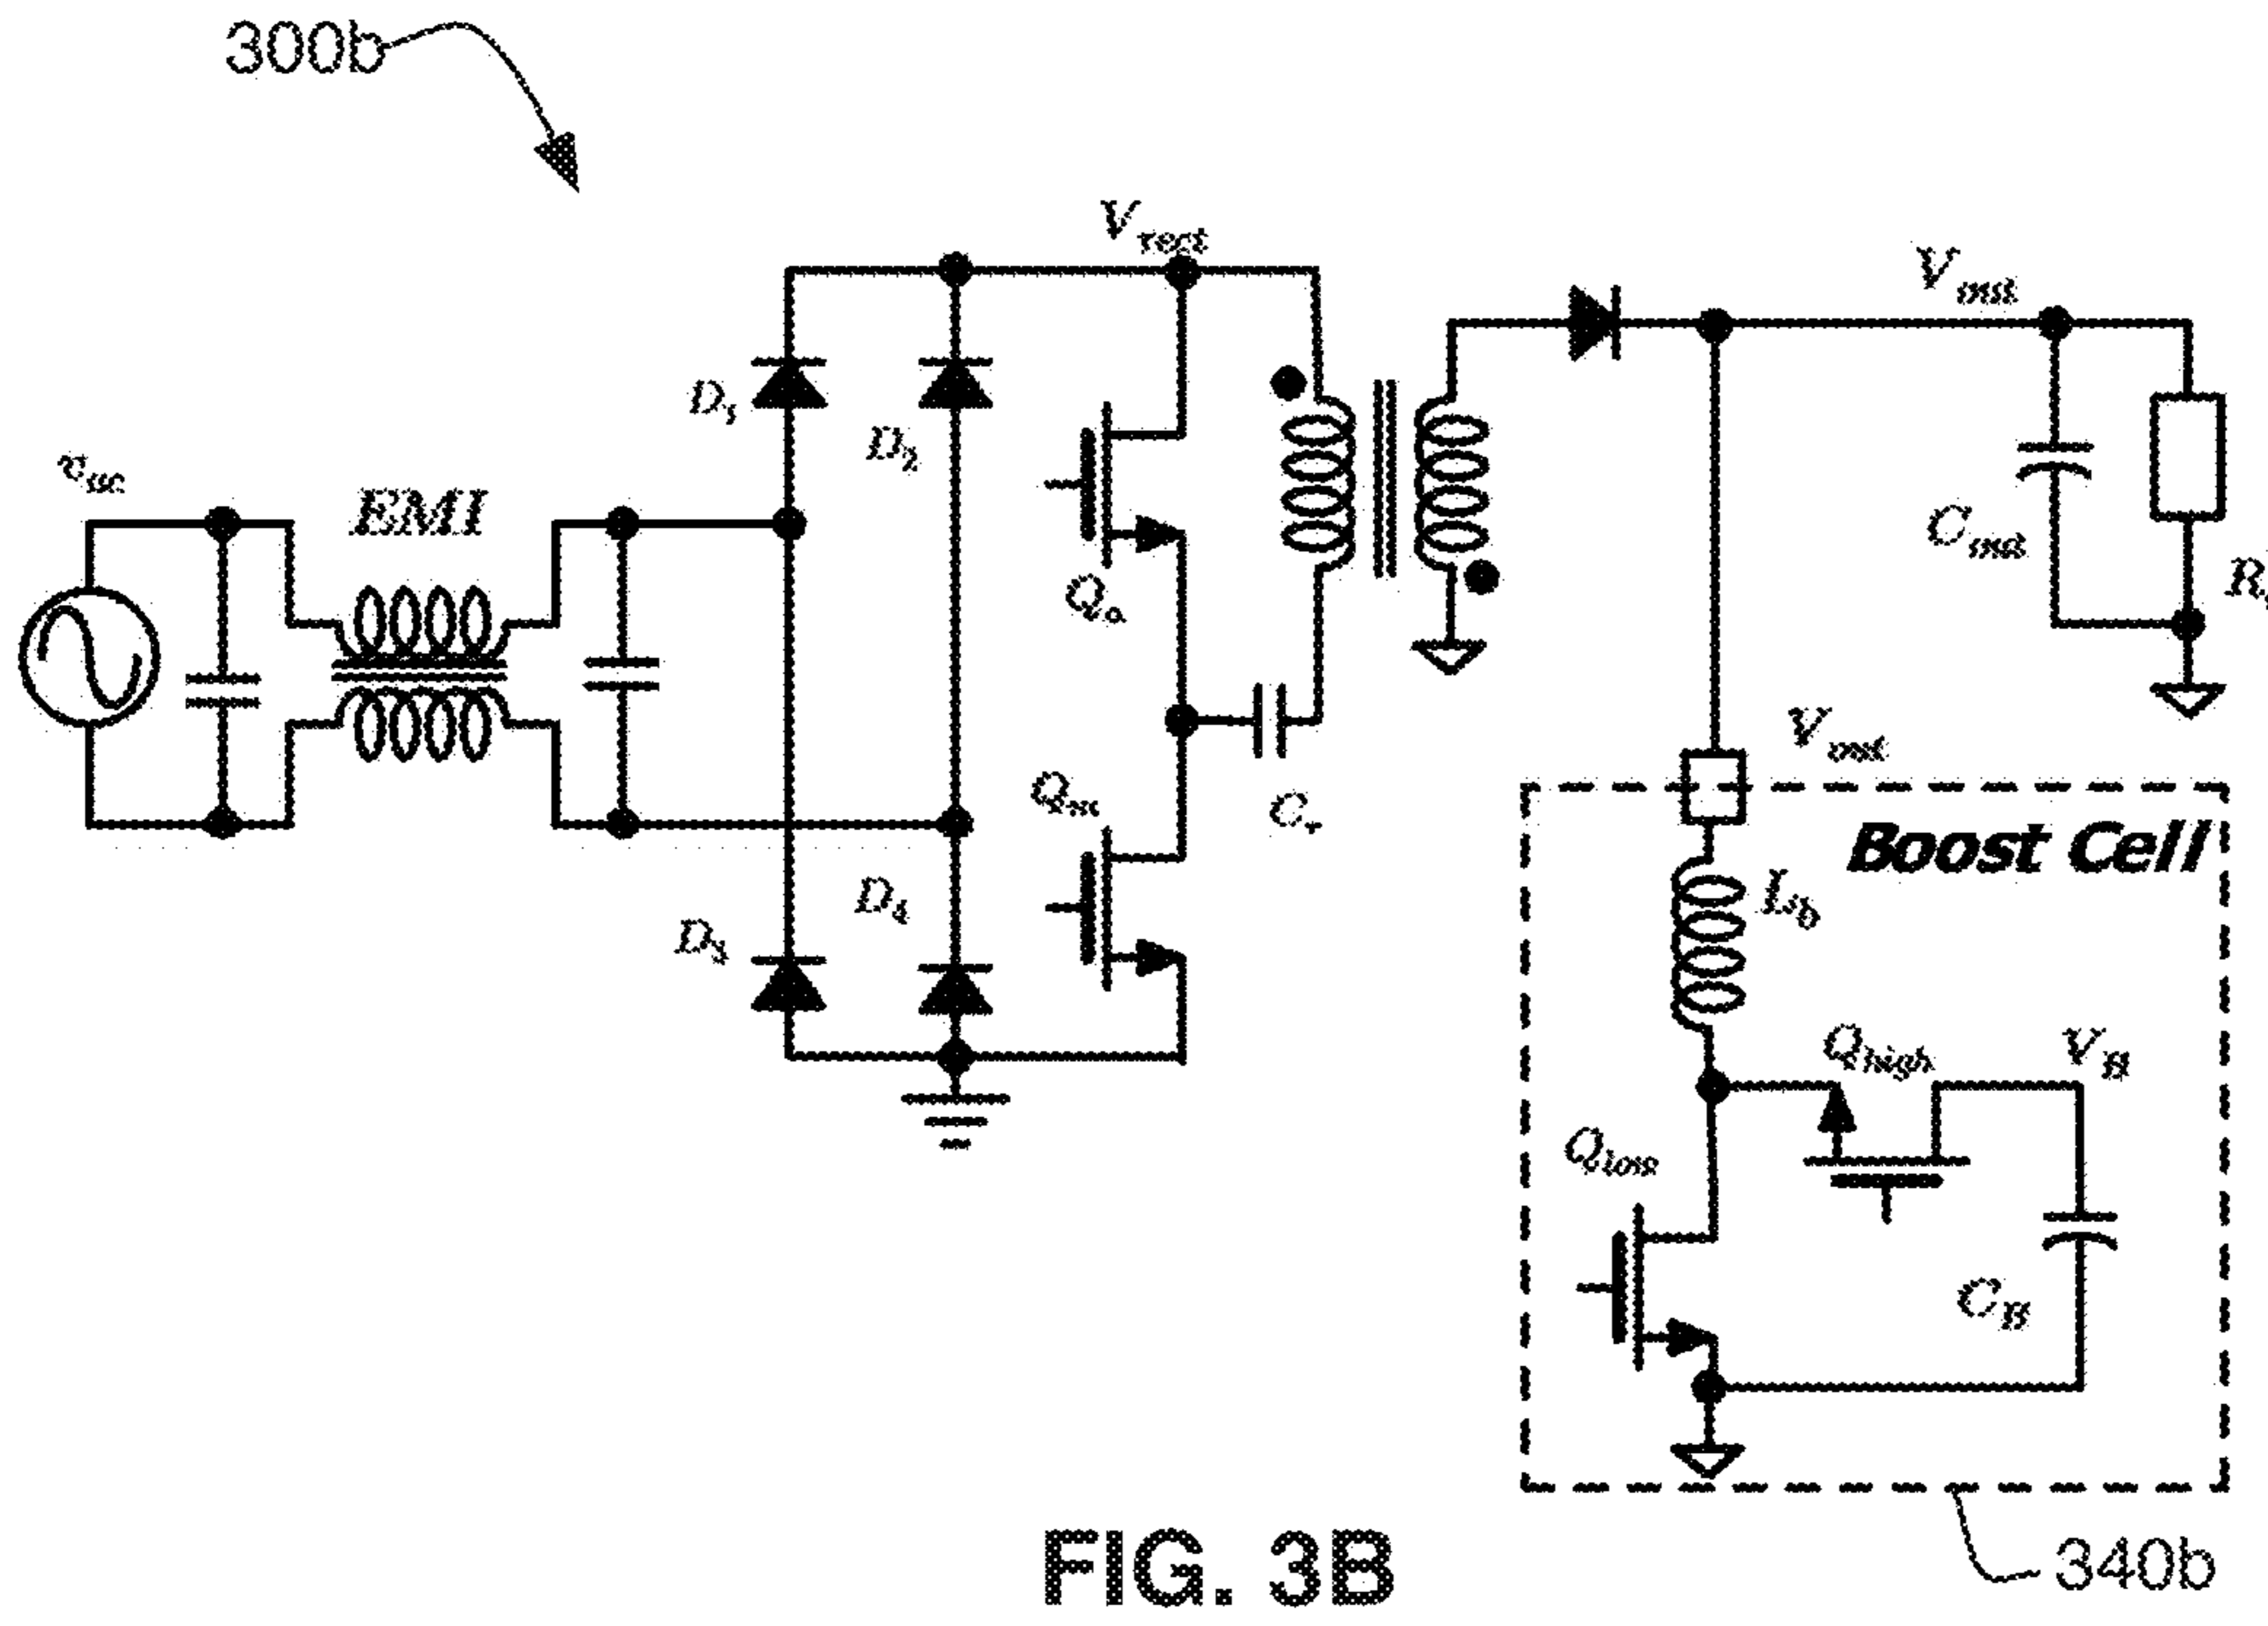 300b
V_rect
V_out
D_1
D_2
v_ac
EMI
C_out
Q_a
R
V_out
Q_m
C_r
Boost Cell
D_3
D_4
L_b
Q_high
V_B
Q_low
C_B
FIG. 3B
340b